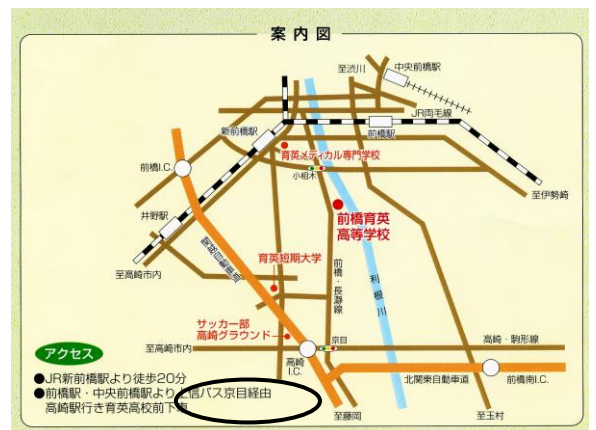 案内図
至渋川
中央前橋駅
JR両毛線
新前橋駅
前橋駅
育英メディカル専門学校
前橋I.C.
小相木
至伊勢崎
井野駅
前橋育英
高等学校
関越自動車道
育英短期大学
前橋・長瀞線
利根川
至高崎市内
サッカー部
高崎グラウンド
京目
高崎・駒形線
アクセス
至高崎市内
高崎
I.C.
●JR新前橋駅より徒歩20分
北関東自動車道
前橋南I.C.
●前橋駅・中央前橋駅より上信バス京目経由
高崎駅行き育英高校前下車
至藤岡
至玉村